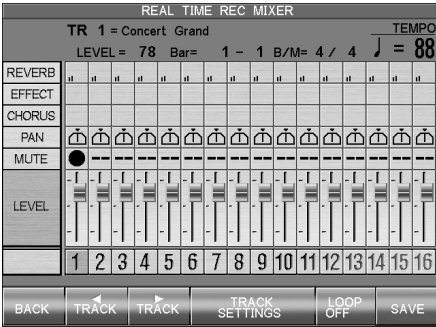 REAL TIME REC MIXER
TR 1 = Concert Grand
TEMPO
LEVEL = 78 Bar= 1 - 1 B/M= 4 / 4 ♩ = 88
REVERB
EFFECT
CHORUS
PAN
MUTE
LEVEL
1 2 3 4 5 6 7 8 9 10 11 12 13 14 15 16
BACK TRACK TRACK TRACK SETTINGS LOOP OFF SAVE